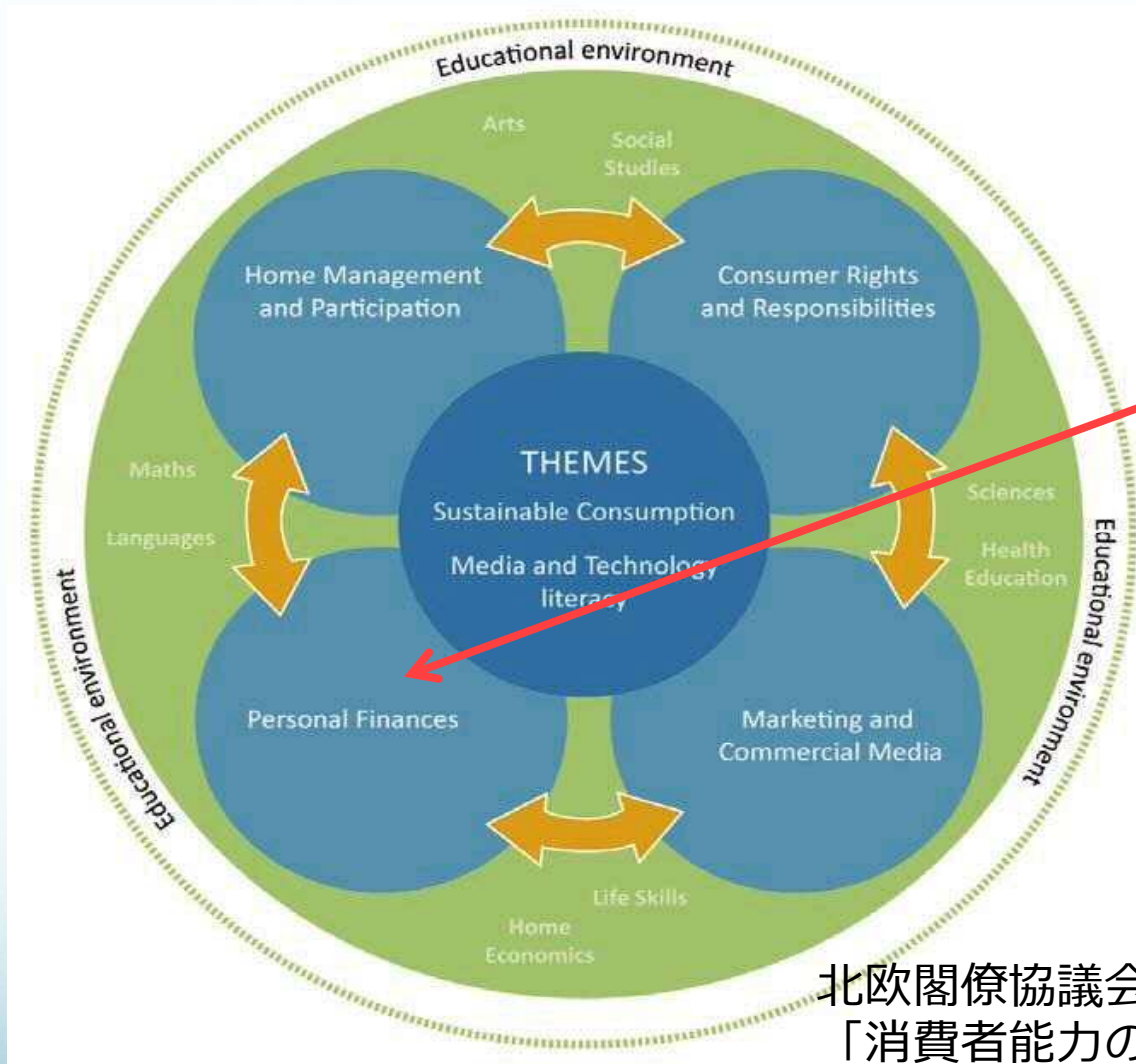 Educational environment
Arts
Social
Studies
Home Management
and Participation
Consumer Rights
and Responsibilities
THEMES
Sustainable Consumption
Media and Technology
literacy
Maths
Languages
Sciences
Health
Education
Educational environment
Educational environment
Personal Finances
Marketing and
Commercial Media
Life Skills
Home
Economics
北欧閣僚協議会
「消費者能力の